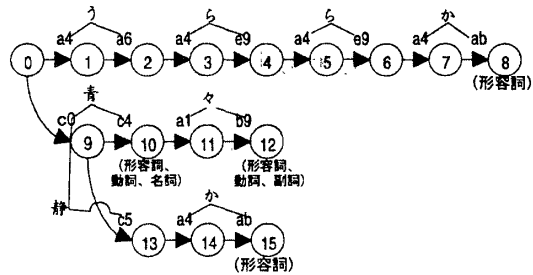 う ら ら か
a4 a6 a4 e9 a4 e9 a4 ab
0 1 2 3 4 5 6 7 8
(形容詞)
青 々
c0 c4 a1 b9
9 10 11 12
(形容詞、動詞、名詞) (形容詞、動詞、副詞)
静 か
c5 a4 ab
13 14 15
(形容詞)